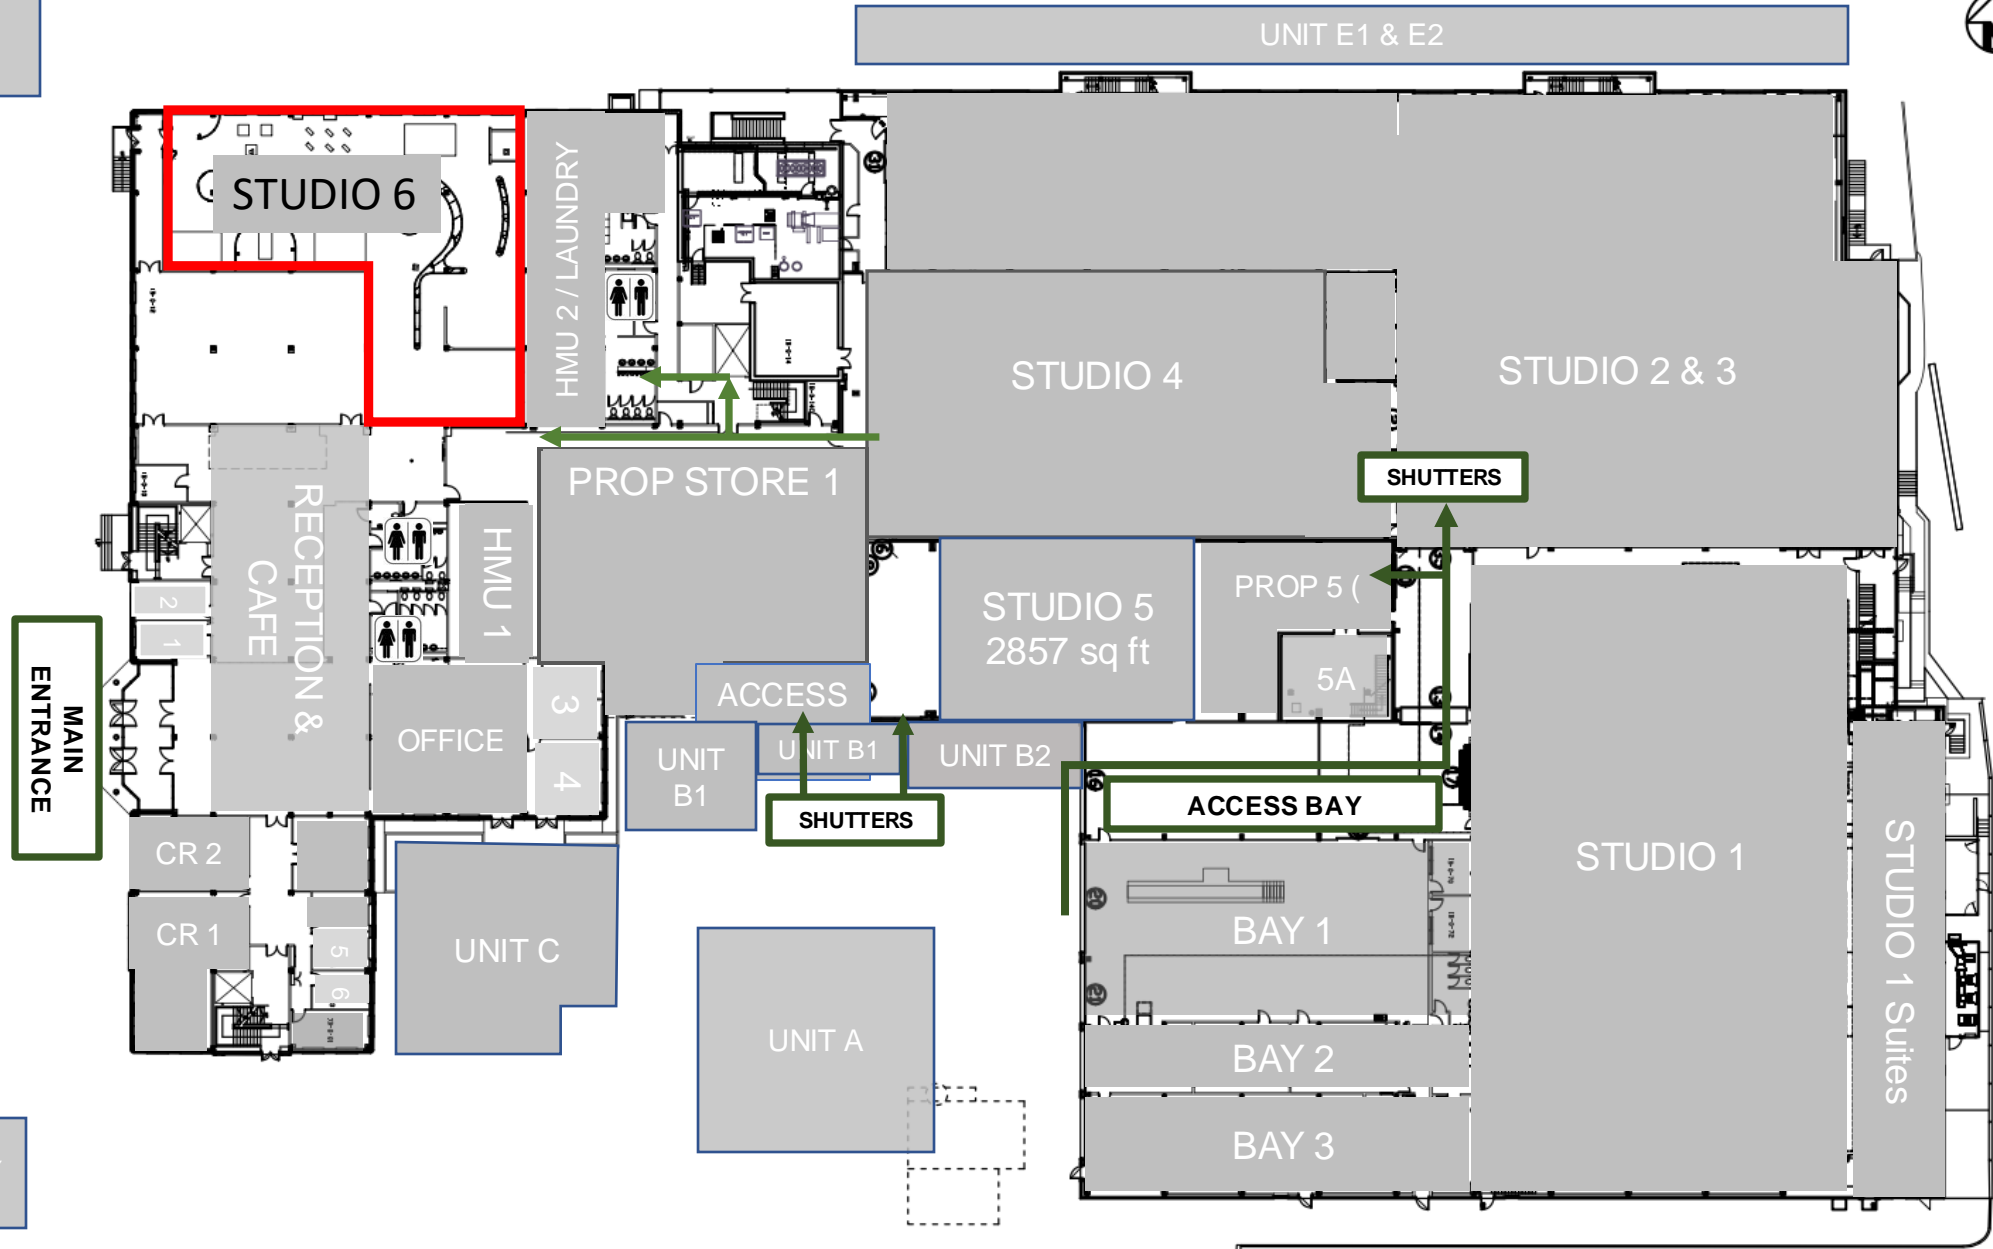 UNIT E1 & E2
STUDIO 6
HMU 2 / LAUNDRY
STUDIO 4
STUDIO 2 & 3
PROP STORE 1
SHUTTERS
RECEPTION &
CAFE
HMU 1
STUDIO 5
2857 sq ft
PROP 5 (
5A
2
1
MAIN
ENTRANCE
OFFICE
3
4
ACCESS
UNIT
B1
UNIT B1
UNIT B2
SHUTTERS
ACCESS BAY
CR 2
CR 1
5
6
UNIT C
UNIT A
BAY 1
BAY 2
BAY 3
STUDIO 1
STUDIO 1 Suites